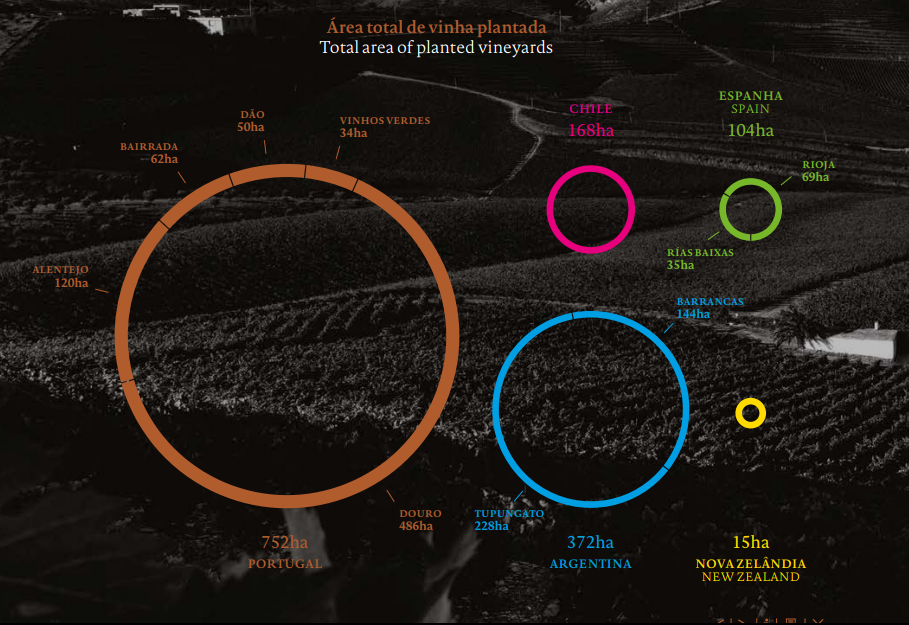 Área total de vinha plantada
Total area of planted vineyards
DÃO
50ha
VINHOS VERDES
34ha
BAIRRADA
62ha
ALENTEJO
120ha
DOURO
486ha
752ha
PORTUGAL
CHILE
168ha
ESPANHA
SPAIN
104ha
RIOJA
69ha
RÍAS BAIXAS
35ha
BARRANCAS
144ha
TUPUNGATO
228ha
372ha
ARGENTINA
15ha
NOVA ZELÂNDIA
NEW ZEALAND